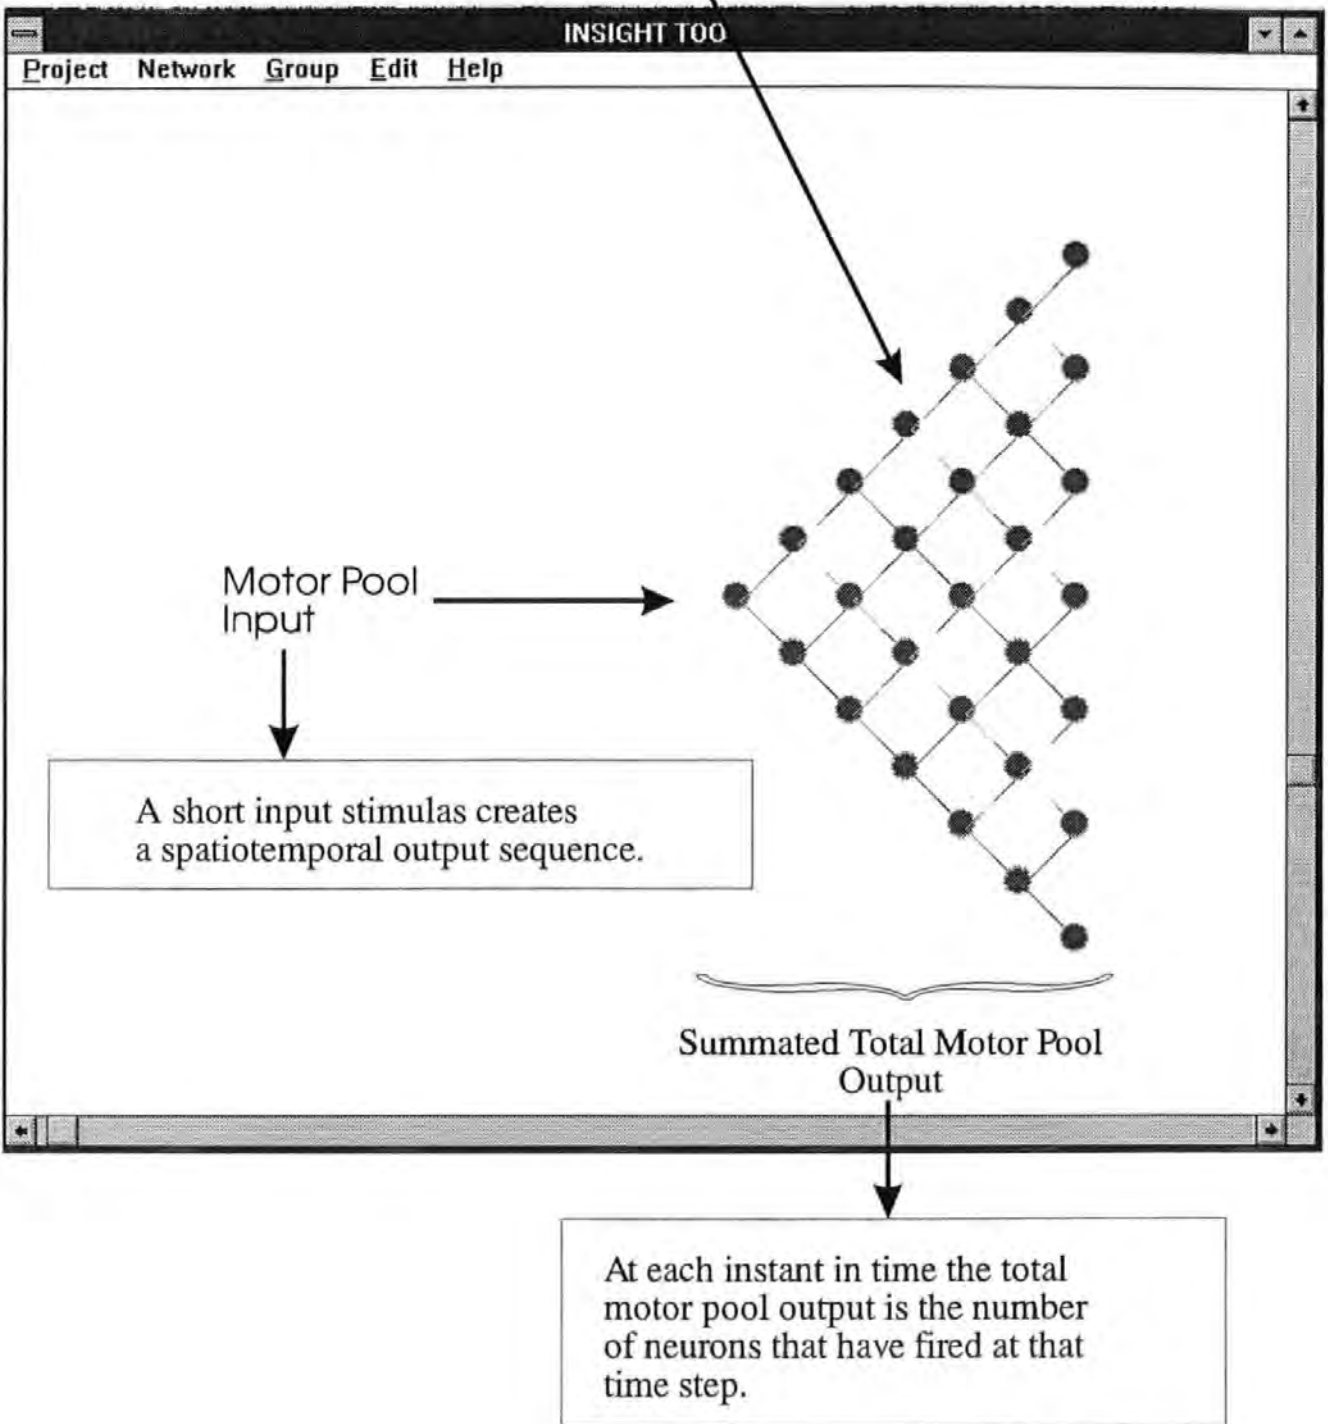 INSIGHT TOO
Project Network Group Edit Help
Motor Pool
Input
A short input stimulas creates
a spatiotemporal output sequence.
Summated Total Motor Pool
Output
At each instant in time the total
motor pool output is the number
of neurons that have fired at that
time step.